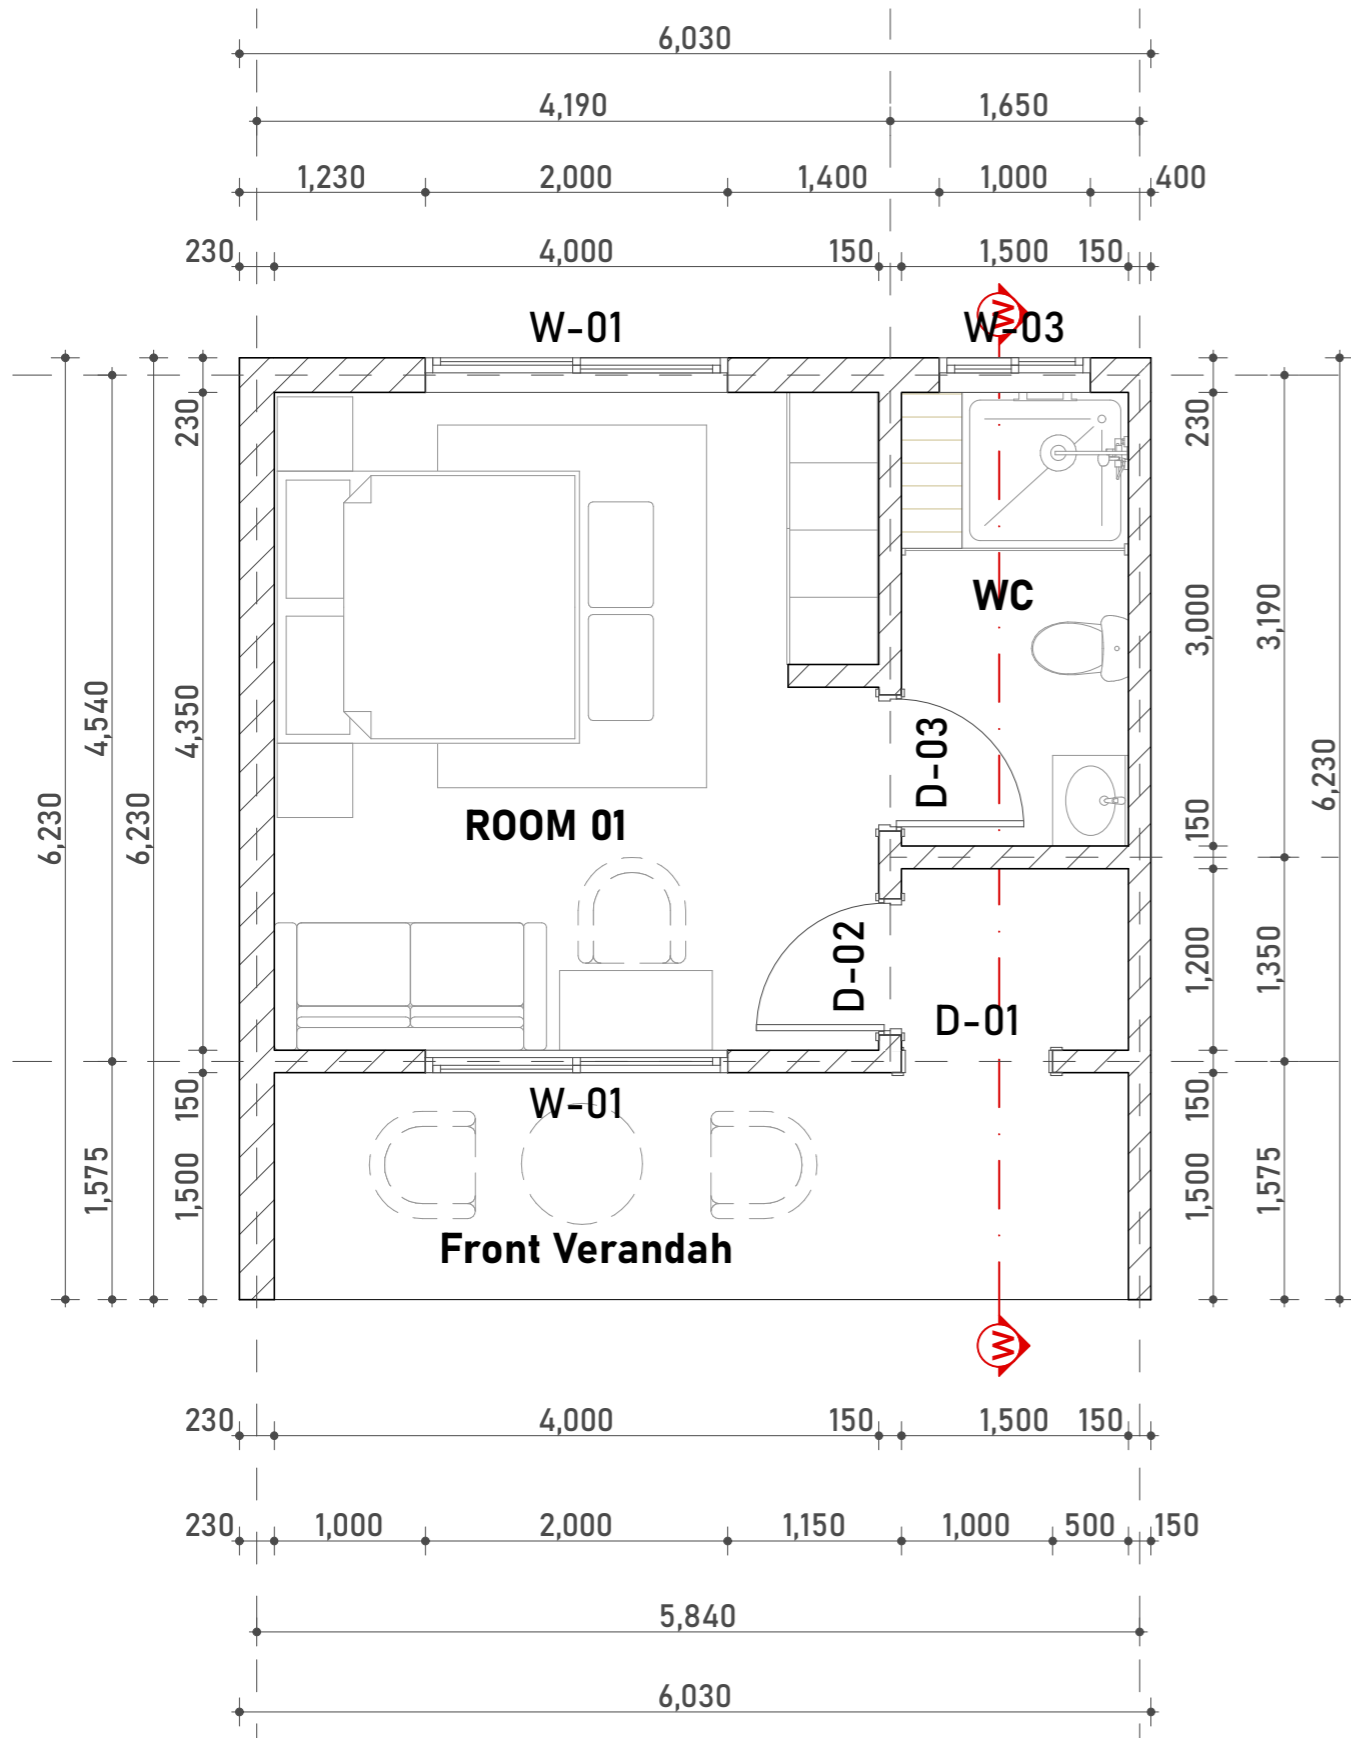 6,030
4,190 1,650
1,230 2,000 1,400 1,000 400
230 4,000 150 1,500 150
W
W-01 W-03
230 230
WC
3,000 3,190
4,540 4,350
D-03
6,230 6,230 6,230
ROOM 01
150
D-02
1,200 1,350
D-01
150 150
W-01
1,575 1,500 1,500 1,575
Front Verandah
W
230 4,000 150 1,500 150
230 1,000 2,000 1,150 1,000 500 150
5,840
6,030